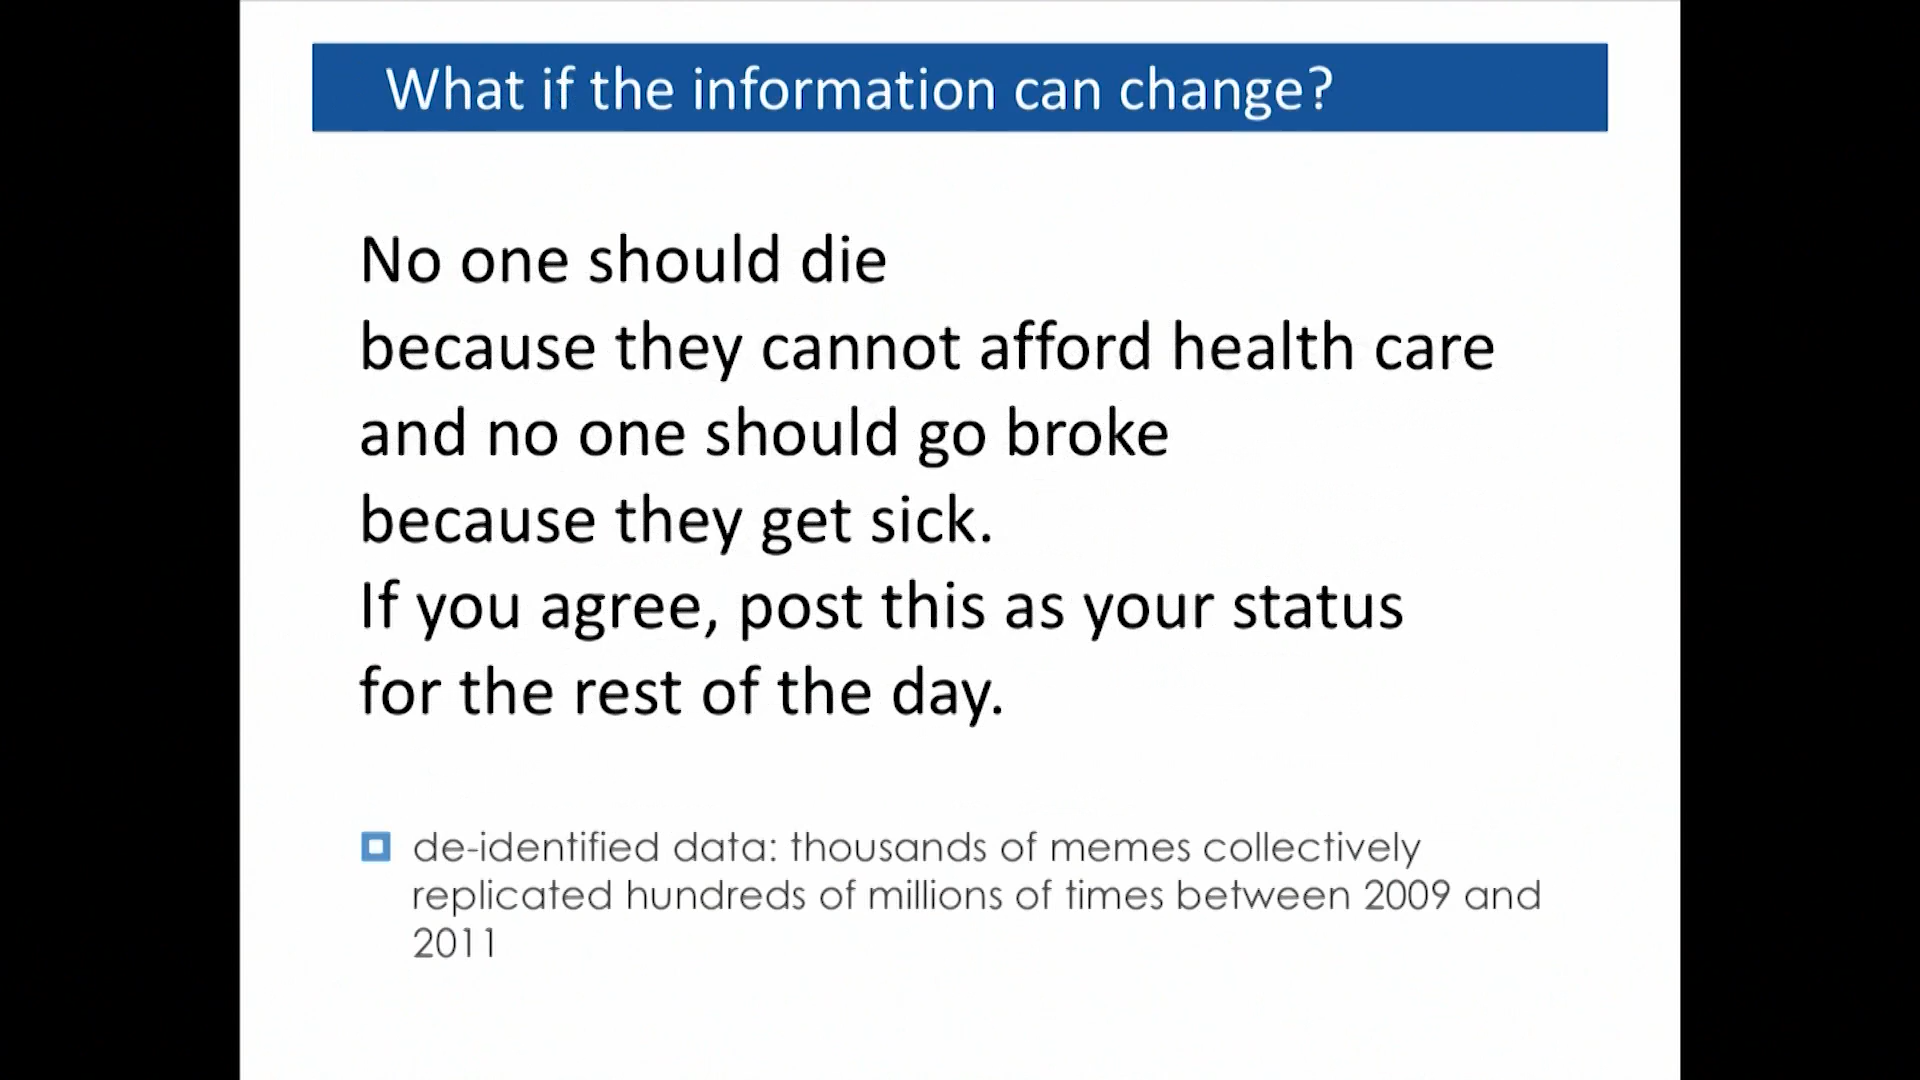 What if the information can change?
No one should die
because they cannot afford health care
and no one should go broke
because they get sick.
If you agree, post this as your status
for the rest of the day.
de-identified data: thousands of memes collectively
replicated hundreds of millions of times between 2009 and
2011